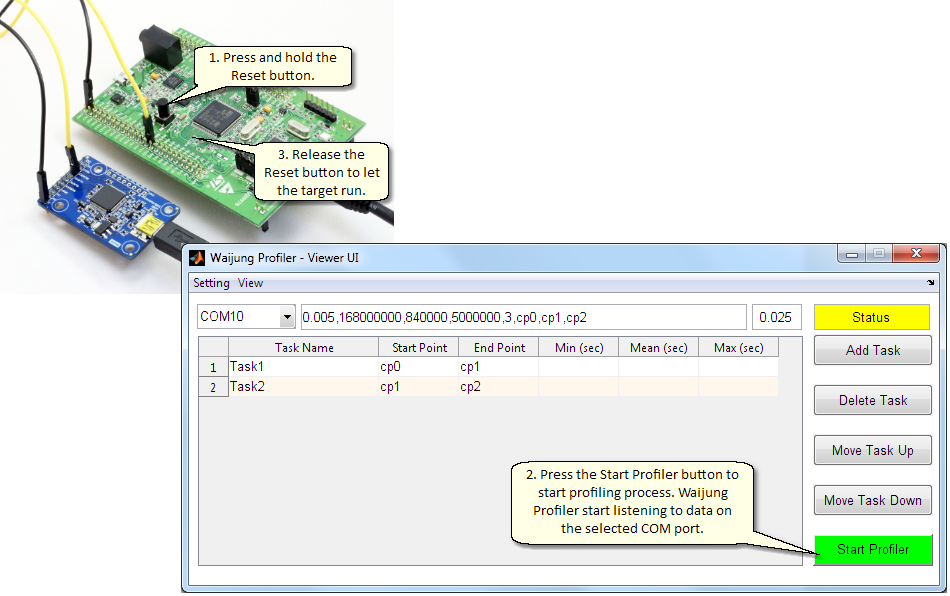 1. Press and hold the
Reset button.
3. Release the
Reset button to let
the target run.
Waijung Profiler - Viewer UI
Setting View
COM10 0.005,168000000,840000,5000000,3,cp0,cp1,cp2 0.025 Status
Task Name Start Point End Point Min (sec) Mean (sec) Max (sec)
1 Task1 cp0 cp1
2 Task2 cp1 cp2
Add Task
Delete Task
Move Task Up
Move Task Down
2. Press the Start Profiler button to
start profiling process. Waijung
Profiler start listening to data on
the selected COM port.
Start Profiler